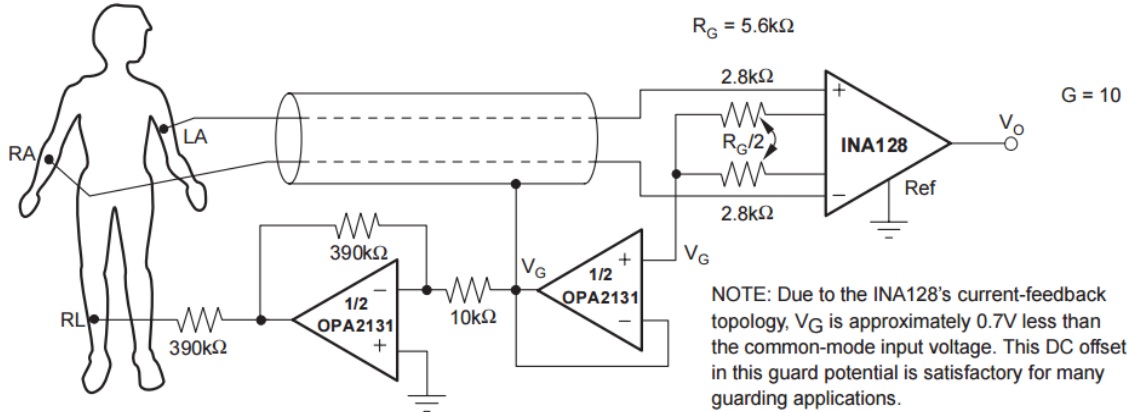 R_G = 5.6kΩ
2.8kΩ
G = 10
+
LA
V_O
RA
R_G/2
INA128
–
Ref
2.8kΩ
390kΩ
V_G
+
V_G
1/2
OPA2131
–
–
1/2
OPA2131
+
10kΩ
RL
390kΩ
NOTE: Due to the INA128's current-feedback
topology, V_G is approximately 0.7V less than
the common-mode input voltage. This DC offset
in this guard potential is satisfactory for many
guarding applications.